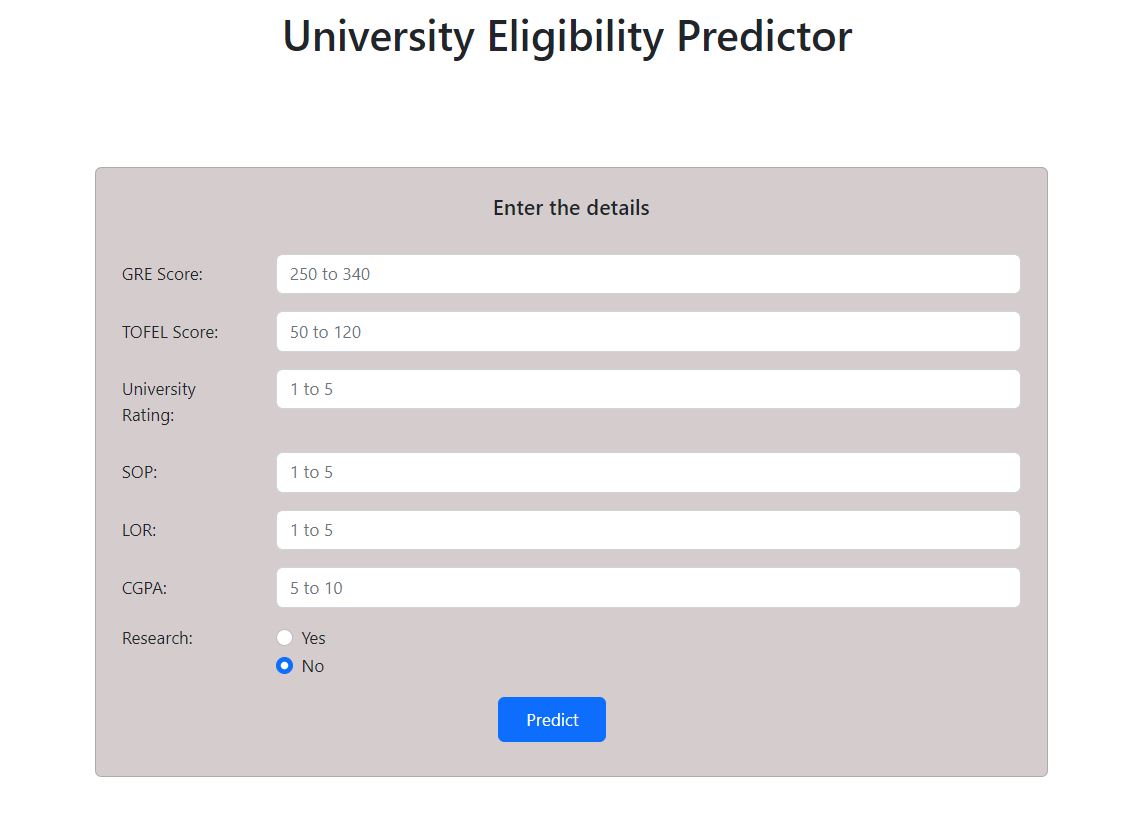 University Eligibility Predictor
Enter the details
GRE Score:
250 to 340
TOFEL Score:
50 to 120
University
Rating:
1 to 5
SOP:
1 to 5
LOR:
1 to 5
CGPA:
5 to 10
Research:
Yes
No
Predict